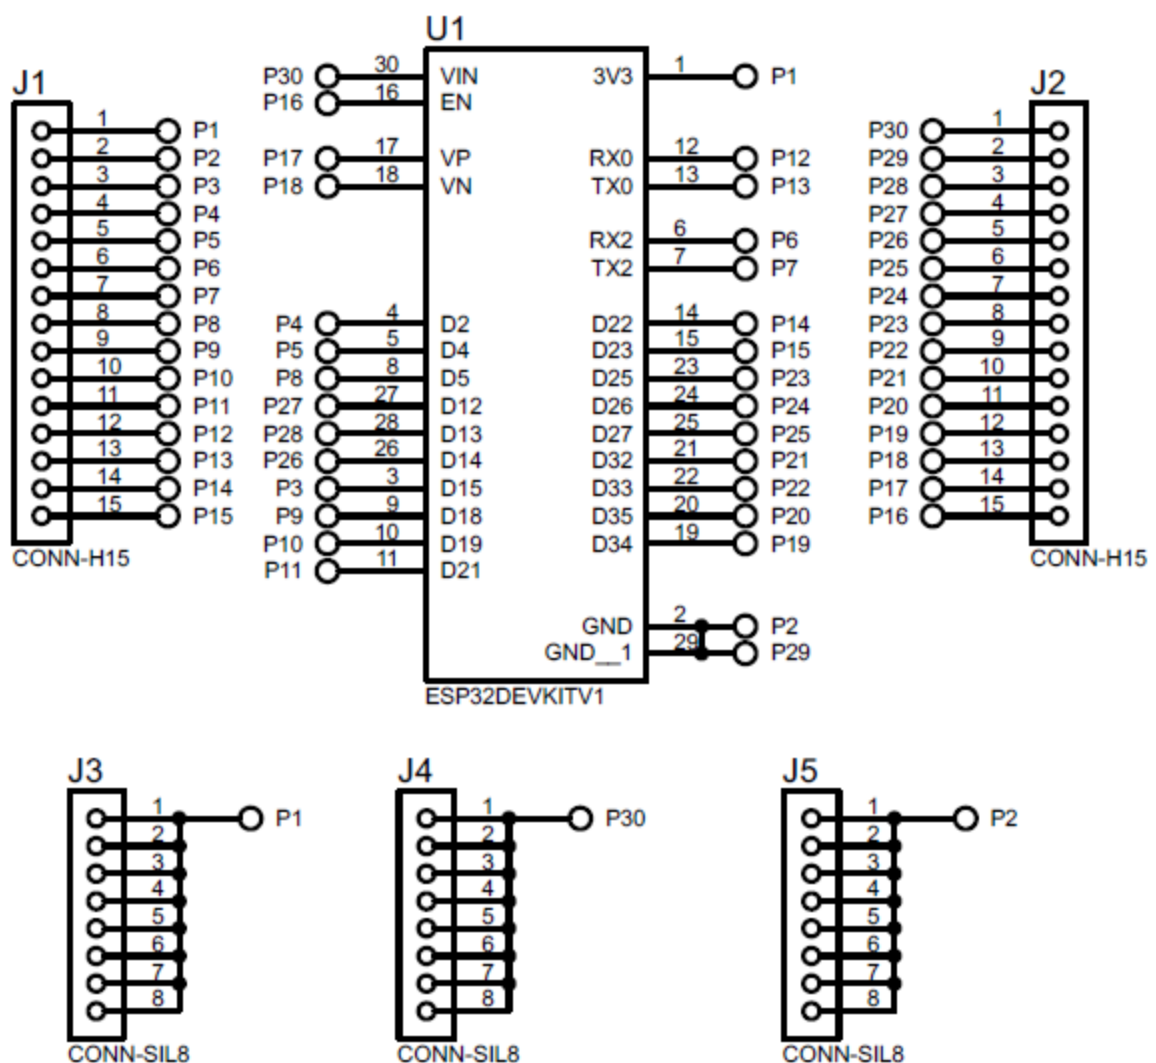 U1
J1
J2
P30 30 VIN 3V3 1 P1
P16 16 EN
1 P1
P30 1
2 P2
P17 17 VP RX0 12 P12
P29 2
3 P3
P18 18 VN TX0 13 P13
P28 3
4 P4
P27 4
5 P5
RX2 6 P6
P26 5
6 P6
TX2 7 P7
P25 6
7 P7
P24 7
8 P8
P4 4 D2 D22 14 P14
P23 8
9 P9
P5 5 D4 D23 15 P15
P22 9
10 P10
P8 8 D5 D25 23 P23
P21 10
11 P11
P27 27 D12 D26 24 P24
P20 11
12 P12
P28 28 D13 D27 25 P25
P19 12
13 P13
P26 26 D14 D32 21 P21
P18 13
14 P14
P3 3 D15 D33 22 P22
P17 14
15 P15
P9 9 D18 D35 20 P20
P16 15
P10 10 D19 D34 19 P19
CONN-H15
CONN-H15
P11 11 D21
GND 2 P2
GND__1 29 P29
ESP32DEVKITV1
J3
1 P1
2
3
4
5
6
7
8
CONN-SIL8
J4
1 P30
2
3
4
5
6
7
8
CONN-SIL8
J5
1 P2
2
3
4
5
6
7
8
CONN-SIL8